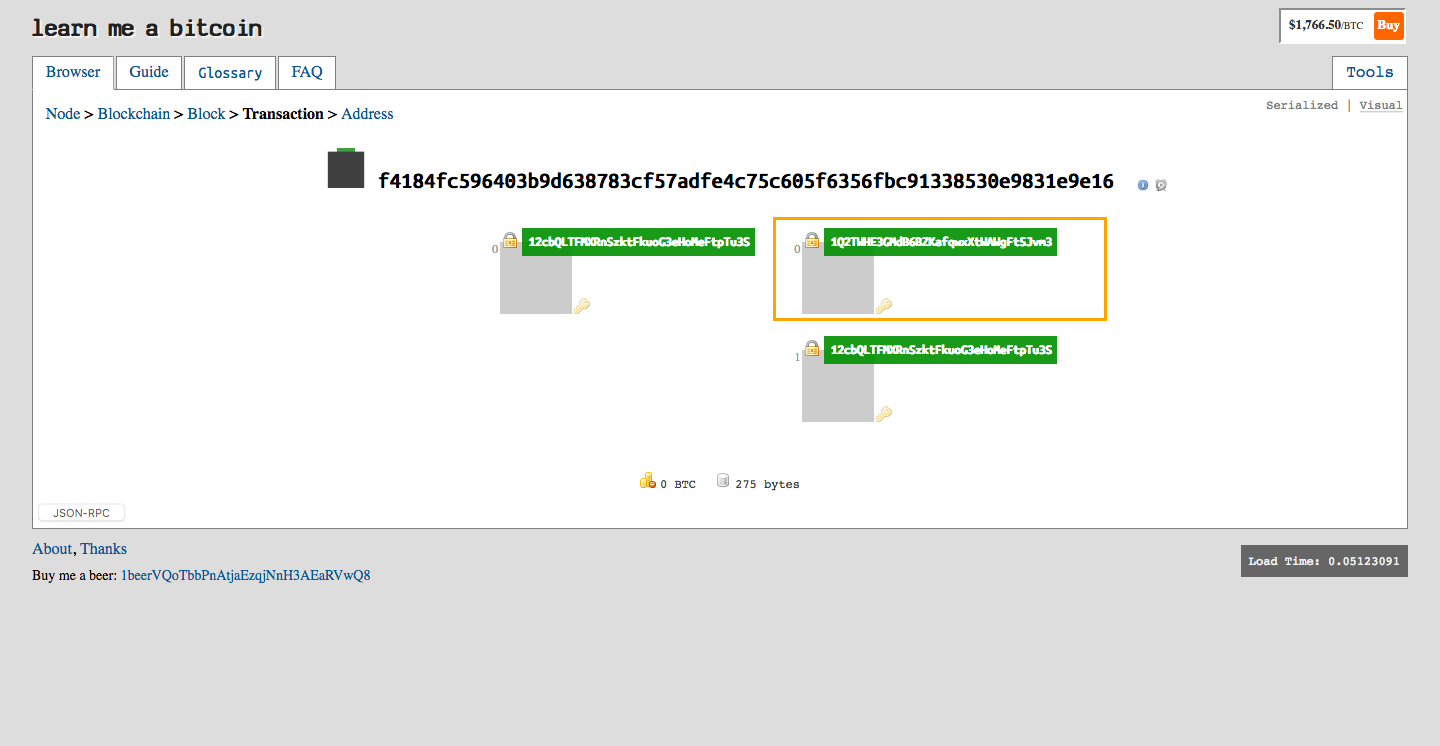 learn me a bitcoin
$1,766.50/BTC Buy
Browser Guide Glossary FAQ Tools
Node > Blockchain > Block > Transaction > Address
Serialized | Visual
f4184fc596403b9d638783cf57adfe4c75c605f6356fbc91338530e9831e9e16
0 12cbQLTFMXRnSzktFkuoG3eHoMeFtpTu3S
0 1Q2TWHE3GMdB6BZKafqwxXtWAWgFt5Jvm3
1 12cbQLTFMXRnSzktFkuoG3eHoMeFtpTu3S
0 BTC 275 bytes
JSON-RPC
About, Thanks
Buy me a beer: 1beerVQoTbbPnAtjaEzqjNnH3AEaRVwQ8
Load Time: 0.05123091